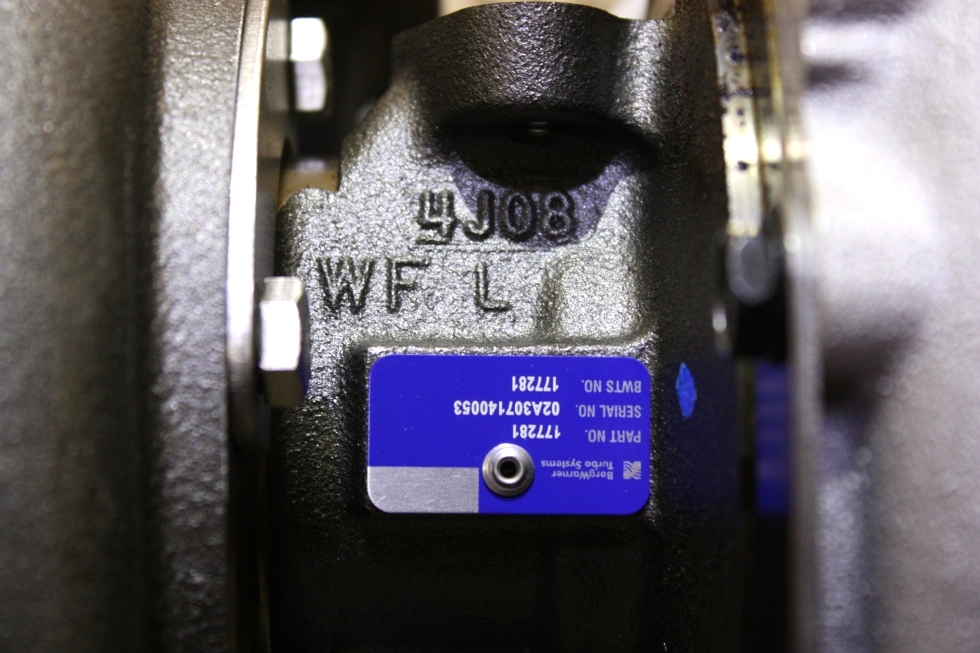 4J08
WF L
BorgWarner
Turbo Systems
PART NO. 177281
SERIAL NO. 02A307140053
BWTS NO. 177281